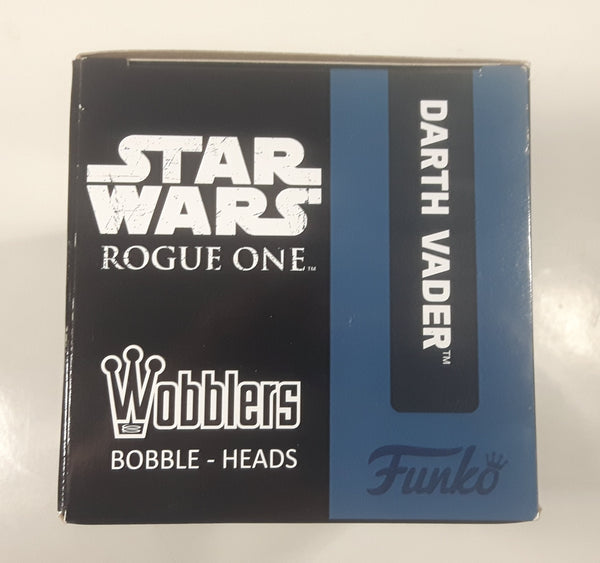 STAR
WARS
ROGUE ONE™
Wobblers
BOBBLE - HEADS
DARTH VADER™
Funko